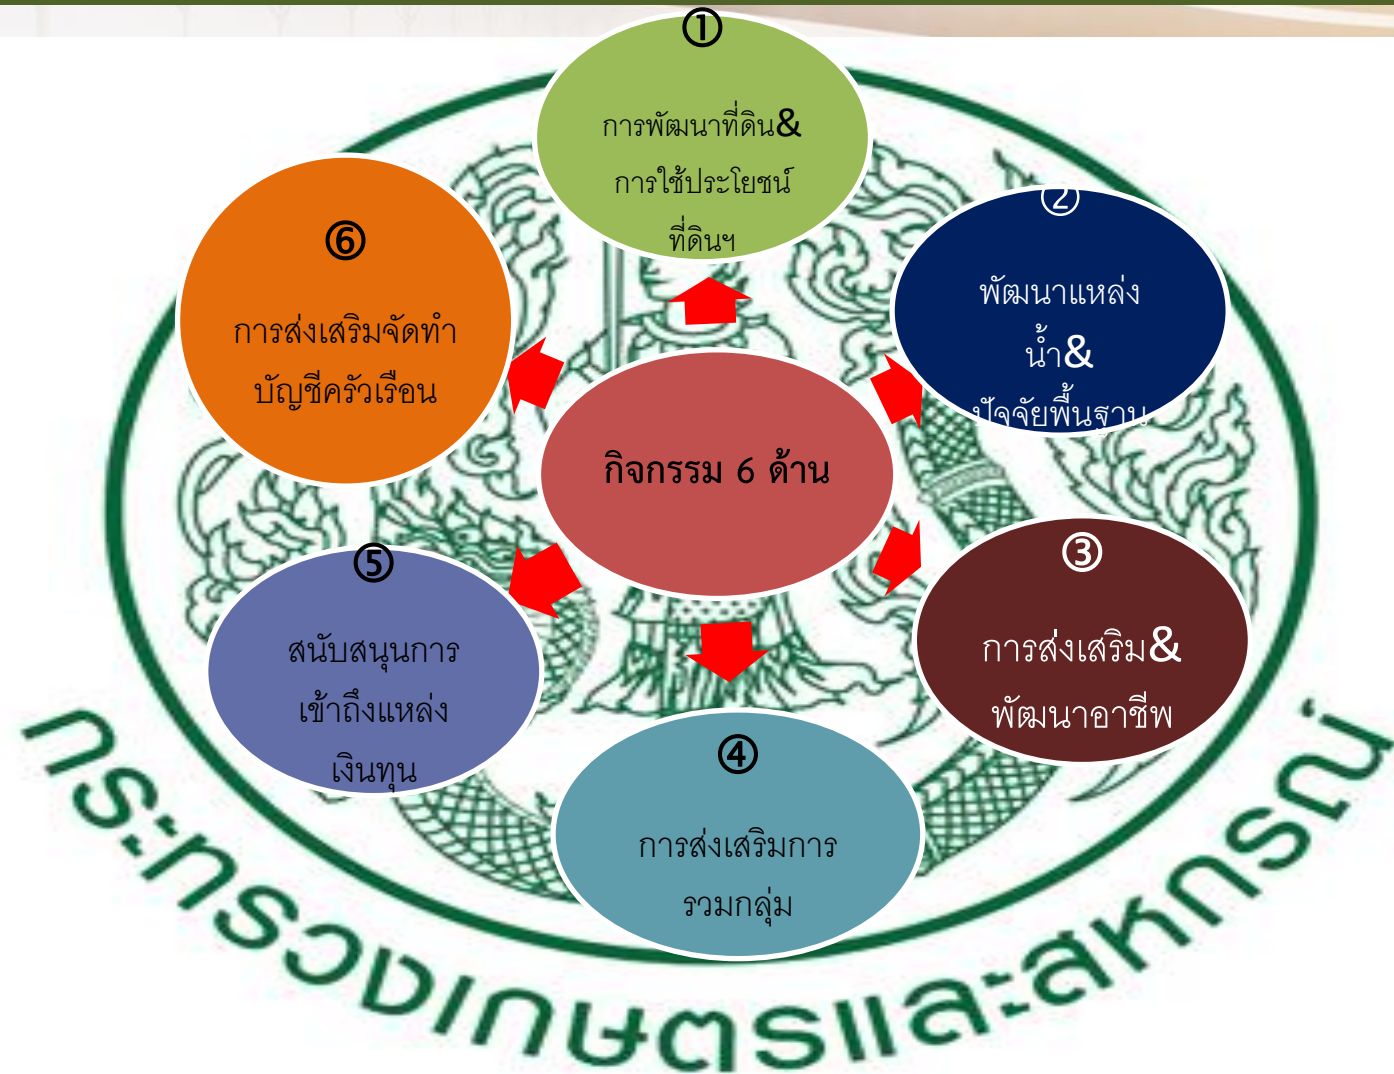 ①
การพัฒนาที่ดิน&
การใช้ประโยชน์
ที่ดินฯ
②
พัฒนาแหล่ง
น้ำ&
ปัจจัยพื้นฐาน
③
การส่งเสริม&
พัฒนาอาชีพ
④
การส่งเสริมการ
รวมกลุ่ม
⑤
สนับสนุนการ
เข้าถึงแหล่ง
เงินทุน
⑥
การส่งเสริมจัดทำ
บัญชีครัวเรือน
กิจกรรม 6 ด้าน
กระทรวงเกษตรและสหกรณ์